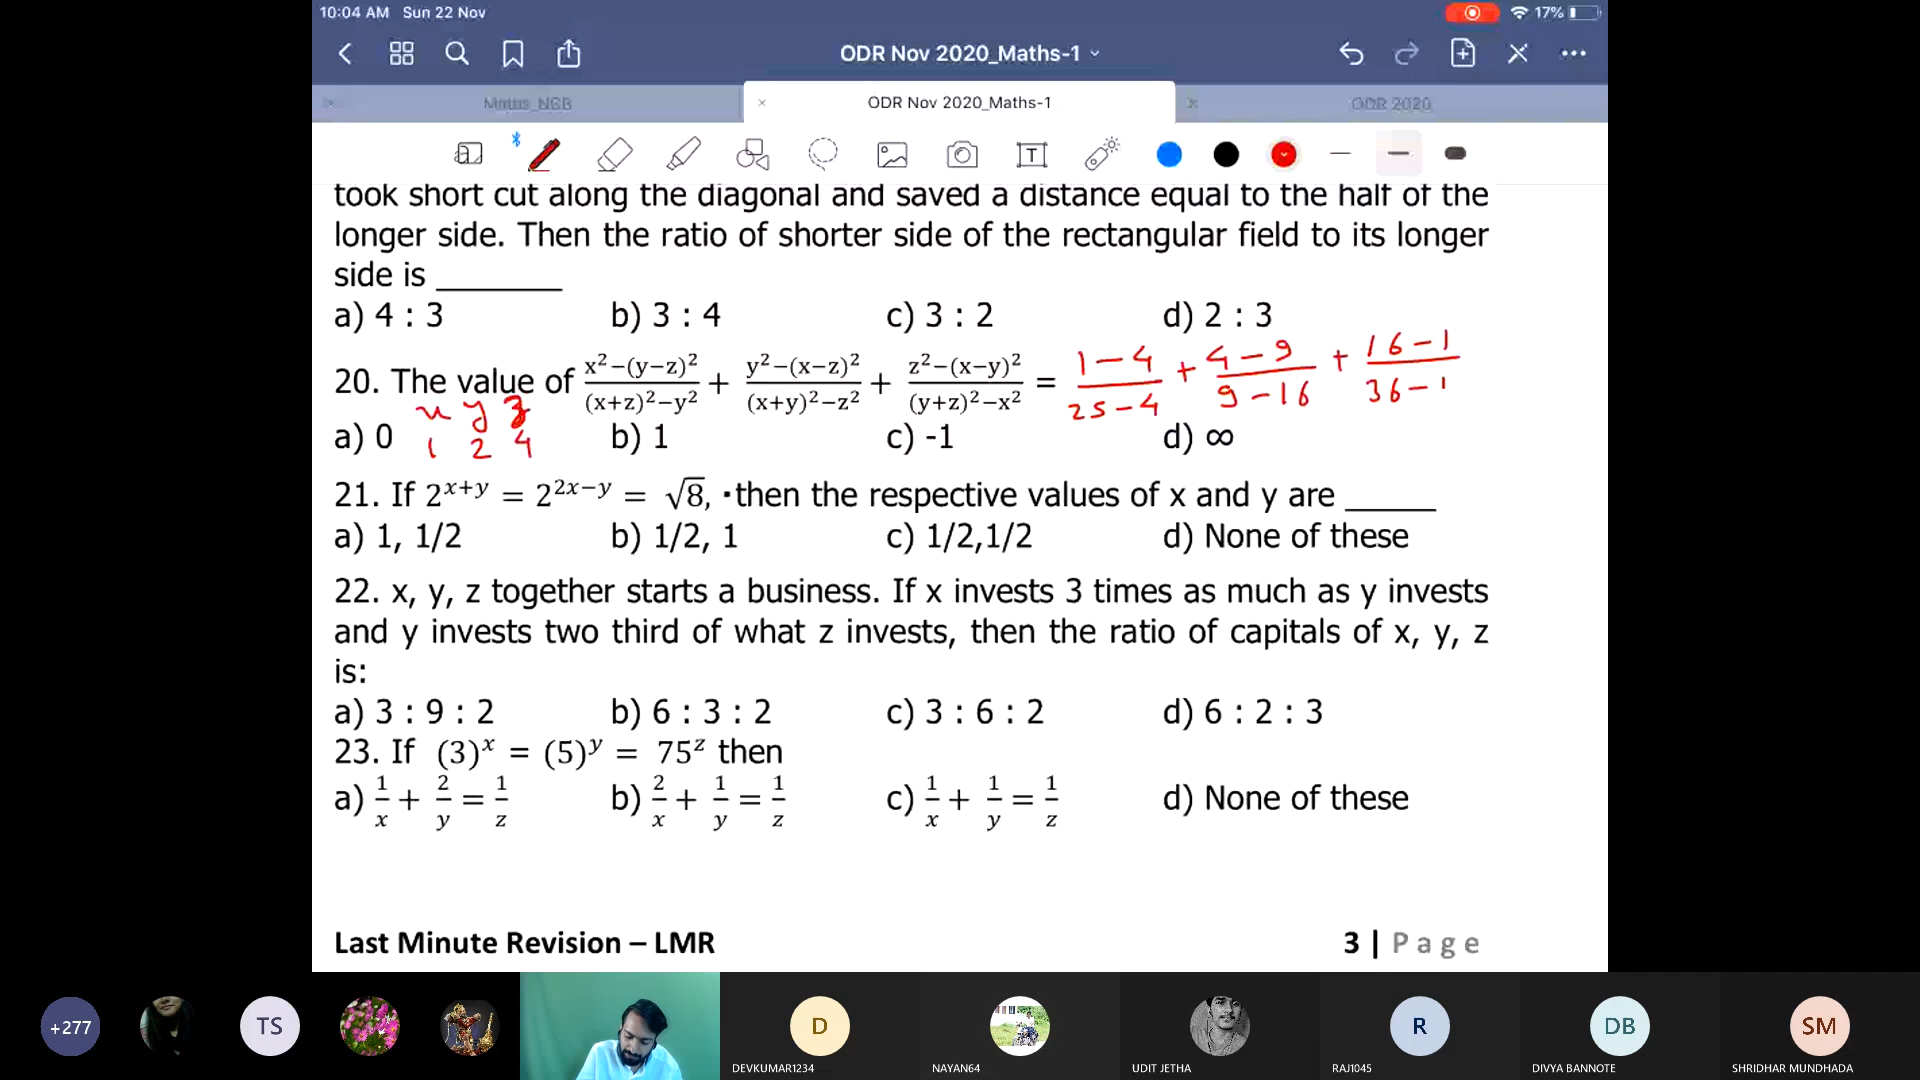 10:04 AM Sun 22 Nov
17%
ODR Nov 2020_Maths-1
Maths_NGB
ODR Nov 2020_Maths-1
ODR 2020
T
took short cut along the diagonal and saved a distance equal to the half of the
longer side. Then the ratio of shorter side of the rectangular field to its longer
side is _______
a) 4 : 3 b) 3 : 4 c) 3 : 2 d) 2 : 3
20. The value of (x²−(y−z)²)/((x+z)²−y²) + (y²−(x−z)²)/((x+y)²−z²) + (z²−(x−y)²)/((y+z)²−x²) = (1−4)/(25−4) + (4−9)/(9−16) + (16−1)/(36−1
x y z
a) 0 b) 1 c) -1 d) ∞
1 2 4
21. If 2^(x+y) = 2^(2x−y) = √8, then the respective values of x and y are _____
a) 1, 1/2 b) 1/2, 1 c) 1/2,1/2 d) None of these
22. x, y, z together starts a business. If x invests 3 times as much as y invests
and y invests two third of what z invests, then the ratio of capitals of x, y, z
is:
a) 3 : 9 : 2 b) 6 : 3 : 2 c) 3 : 6 : 2 d) 6 : 2 : 3
23. If (3)^x = (5)^y = 75^z then
a) 1/x + 2/y = 1/z b) 2/x + 1/y = 1/z c) 1/x + 1/y = 1/z d) None of these
Last Minute Revision – LMR 3 | Page
+277 TS D R DB SM
DEVKUMAR1234 NAYAN64 UDIT JETHA RAJ1045 DIVYA BANNOTE SHRIDHAR MUNDHADA